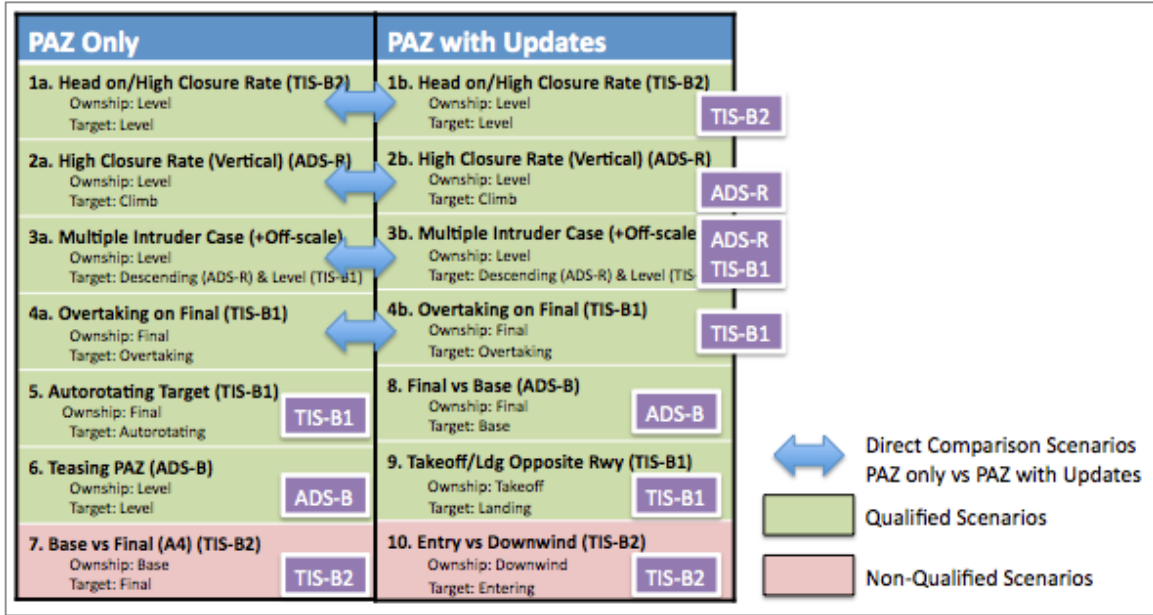 PAZ Only
1a. Head on/High Closure Rate (TIS-B2)
Ownship: Level
Target: Level
2a. High Closure Rate (Vertical) (ADS-R)
Ownship: Level
Target: Climb
3a. Multiple Intruder Case (+Off-scale)
Ownship: Level
Target: Descending (ADS-R) & Level (TIS-B1)
4a. Overtaking on Final (TIS-B1)
Ownship: Final
Target: Overtaking
5. Autorotating Target (TIS-B1)
Ownship: Final
Target: Autorotating
TIS-B1
6. Teasing PAZ (ADS-B)
Ownship: Level
Target: Level
ADS-B
7. Base vs Final (A4) (TIS-B2)
Ownship: Base
Target: Final
TIS-B2
PAZ with Updates
1b. Head on/High Closure Rate (TIS-B2)
Ownship: Level
Target: Level
TIS-B2
2b. High Closure Rate (Vertical) (ADS-R)
Ownship: Level
Target: Climb
ADS-R
3b. Multiple Intruder Case (+Off-scale
Ownship: Level
Target: Descending (ADS-R) & Level (TIS-
ADS-R
TIS-B1
4b. Overtaking on Final (TIS-B1)
Ownship: Final
Target: Overtaking
TIS-B1
8. Final vs Base (ADS-B)
Ownship: Final
Target: Base
ADS-B
9. Takeoff/Ldg Opposite Rwy (TIS-B1)
Ownship: Takeoff
Target: Landing
TIS-B1
10. Entry vs Downwind (TIS-B2)
Ownship: Downwind
Target: Entering
TIS-B2
Direct Comparison Scenarios
PAZ only vs PAZ with Updates
Qualified Scenarios
Non-Qualified Scenarios